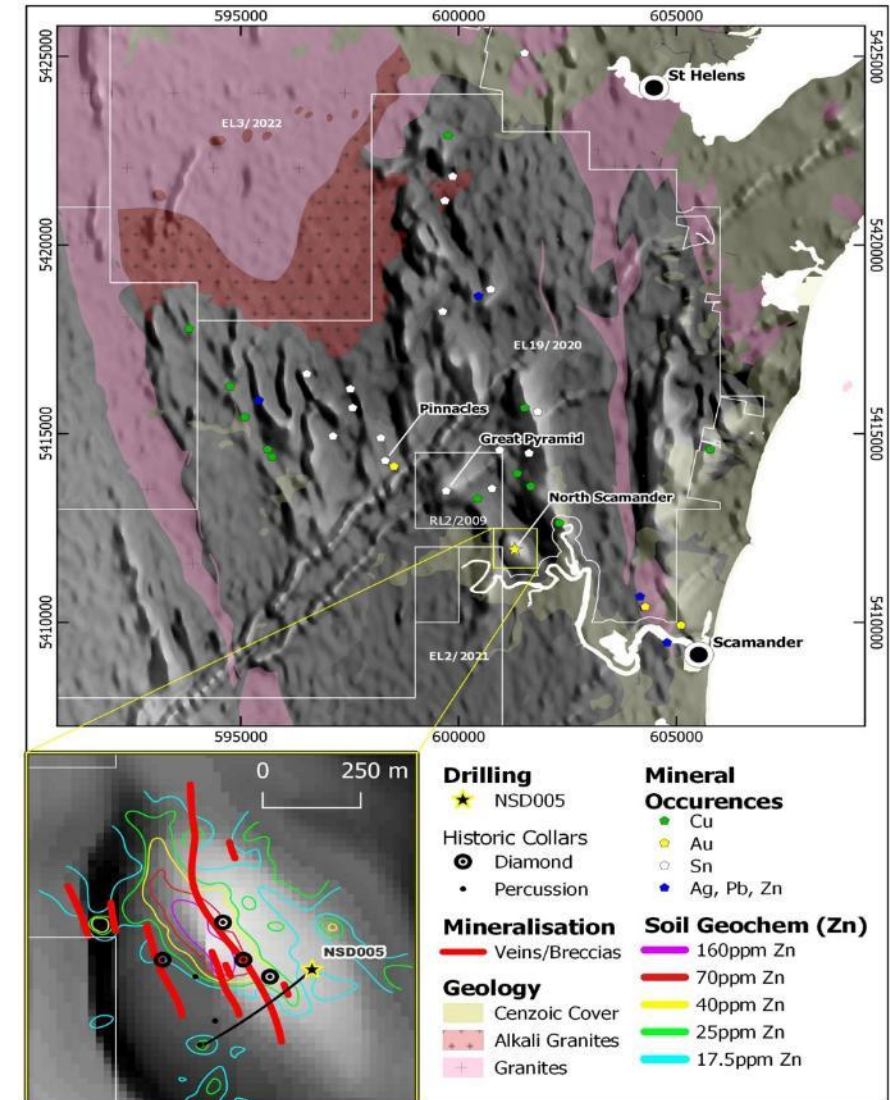 595000 600000 605000
5425000
5425000
St Helens
EL3/2022
5420000
5420000
EL19/2020
Pinnacles
5415000
5415000
Great Pyramid
North Scamander
RL2/2009
5410000
5410000
Scamander
EL2/2021
595000 600000 605000
0 250 m
NSD005
Drilling
NSD005
Historic Collars
Diamond
Percussion
Mineralisation
Veins/Breccias
Geology
Cenzoic Cover
Alkali Granites
Granites
Mineral
Occurences
Cu
Au
Sn
Ag, Pb, Zn
Soil Geochem (Zn)
160ppm Zn
70ppm Zn
40ppm Zn
25ppm Zn
17.5ppm Zn